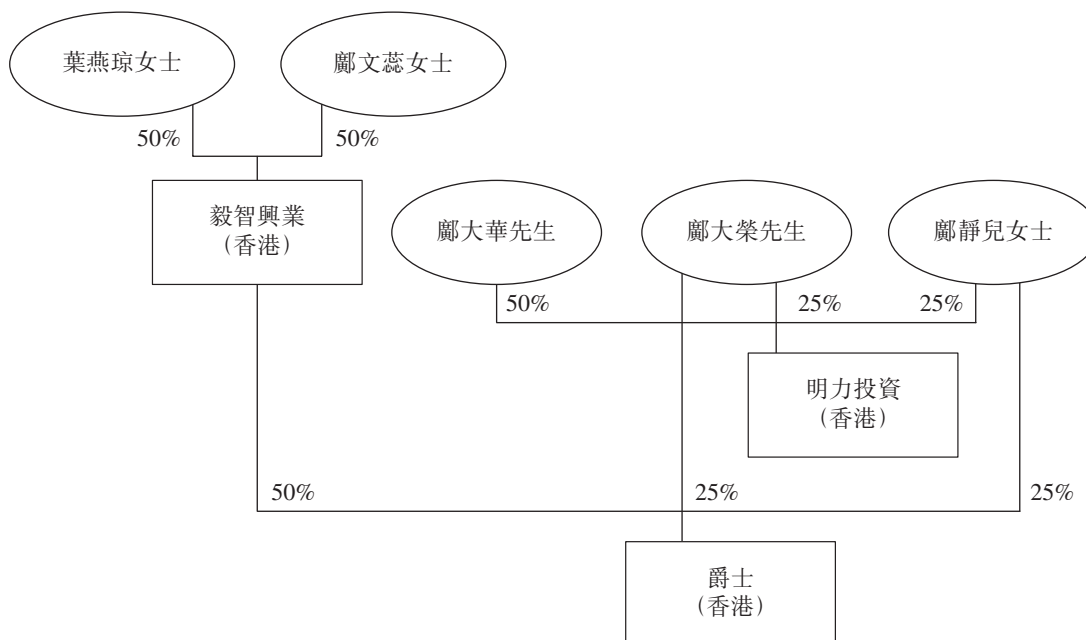 葉燕琼女士
鄺文蕊女士
50%
50%
毅智興業
（香港）
鄺大華先生
鄺大榮先生
鄺靜兒女士
50%
25%
25%
明力投資
（香港）
50%
25%
25%
爵士
（香港）